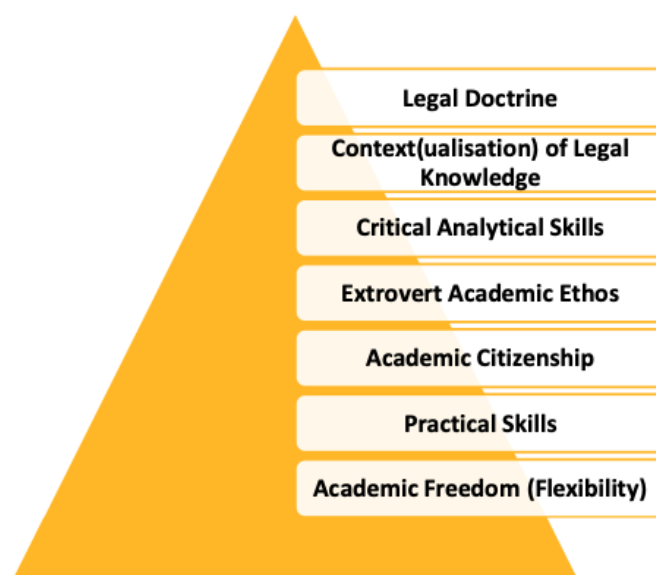 Legal Doctrine
Context(ualisation) of Legal
Knowledge
Critical Analytical Skills
Extrovert Academic Ethos
Academic Citizenship
Practical Skills
Academic Freedom (Flexibility)